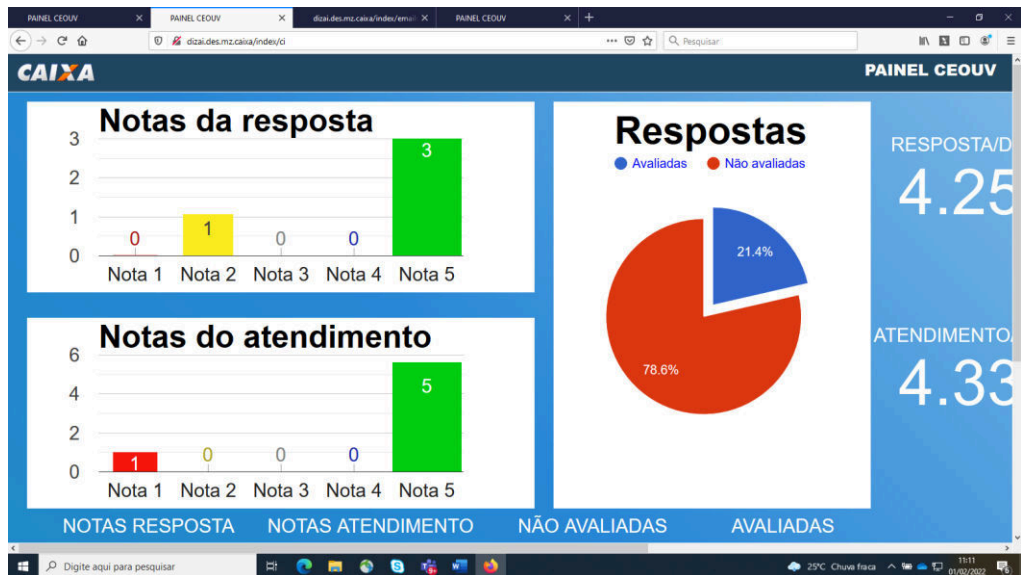 PAINEL CEOUV
PAINEL CEOUV
dizai.des.mz.caixa/index/email
PAINEL CEOUV
dizai.des.mz.caixa/index/ci
Pesquisar
CAIXA
PAINEL CEOUV
Notas da resposta
3
2
1
0
0
1
0
0
3
Nota 1 Nota 2 Nota 3 Nota 4 Nota 5
Notas do atendimento
6
4
2
0
1
0
0
0
5
Nota 1 Nota 2 Nota 3 Nota 4 Nota 5
Respostas
Avaliadas Não avaliadas
21.4%
78.6%
RESPOSTA/D
4.25
ATENDIMENTO
4.33
NOTAS RESPOSTA NOTAS ATENDIMENTO NÃO AVALIADAS AVALIADAS
Digite aqui para pesquisar
25°C Chuva fraca
11:11
01/02/2022